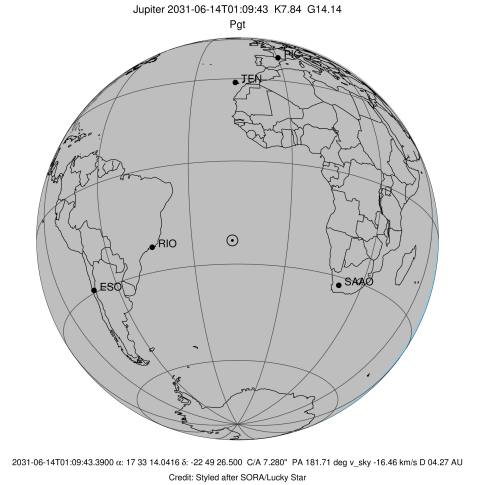 Jupiter 2031-06-14T01:09:43 K7.84 G14.14
Pgt
PIC
TEN
RIO
ESO
SAAO
2031-06-14T01:09:43.3900 α: 17 33 14.0416 δ: -22 49 26.500 C/A 7.280" PA 181.71 deg v_sky -16.46 km/s D 04.27 AU
Credit: Styled after SORA/Lucky Star